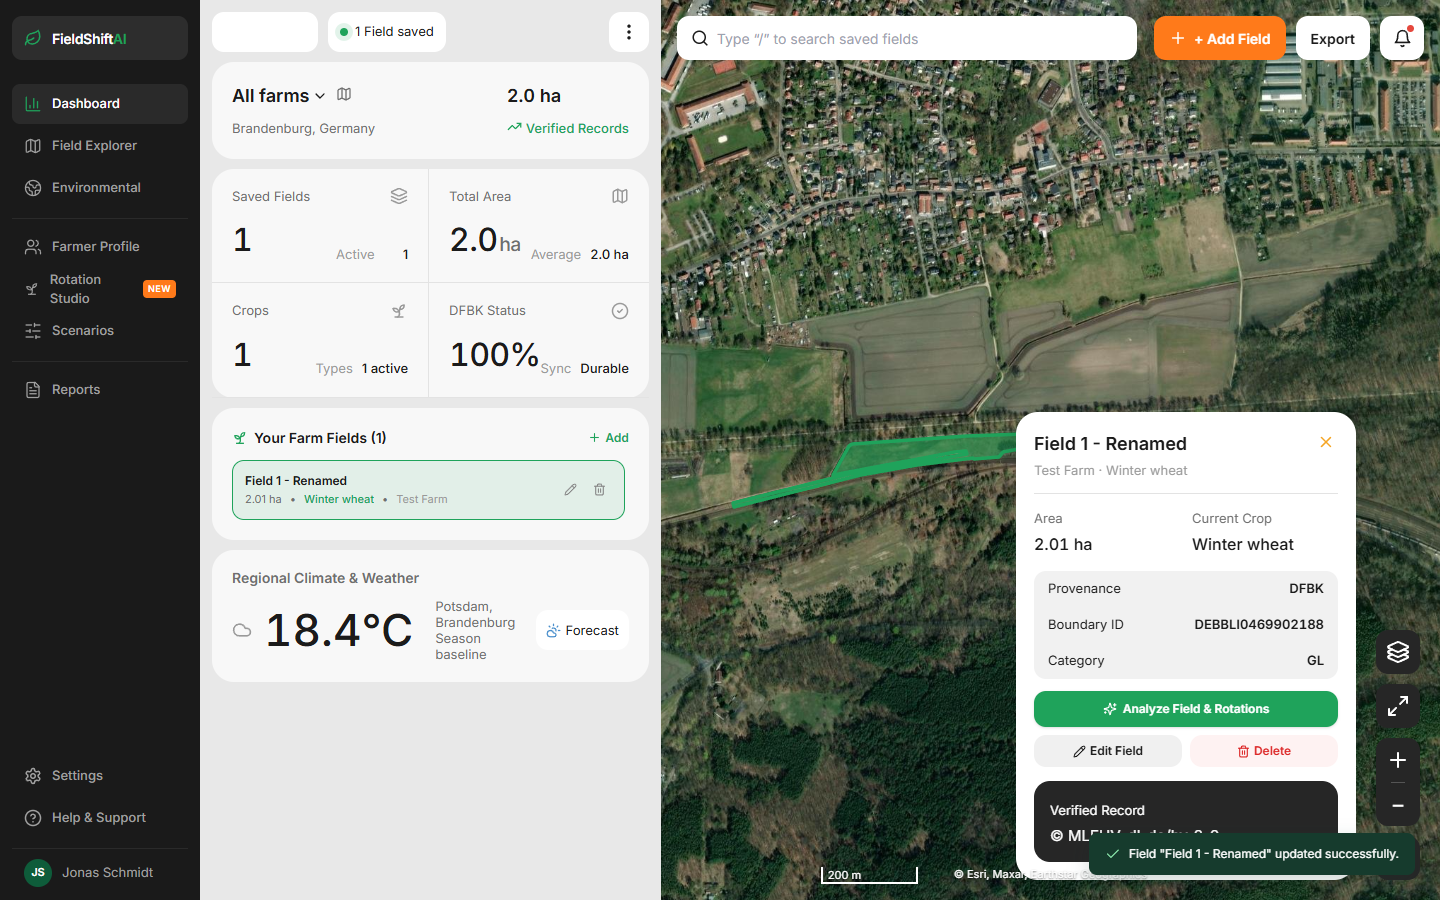 FieldShiftAI
Dashboard
Field Explorer
Environmental
Farmer Profile
Rotation
Studio
NEW
Scenarios
Reports
Settings
Help & Support
JS
Jonas Schmidt
1 Field saved
All farms
2.0 ha
Brandenburg, Germany
Verified Records
Saved Fields
1
Active 1
Total Area
2.0 ha
Average 2.0 ha
Crops
1
Types 1 active
DFBK Status
100%
Sync Durable
Your Farm Fields (1)
+ Add
Field 1 - Renamed
2.01 ha • Winter wheat • Test Farm
Regional Climate & Weather
18.4°C
Potsdam,
Brandenburg
Season
baseline
Forecast
Type “/” to search saved fields
+ Add Field
Export
Field 1 - Renamed
Test Farm · Winter wheat
Area
2.01 ha
Current Crop
Winter wheat
Provenance DFBK
Boundary ID DEBBLI0469902188
Category GL
Analyze Field & Rotations
Edit Field
Delete
Verified Record
Field "Field 1 - Renamed" updated successfully.
200 m
© Esri, Maxar, Earthstar Geographics